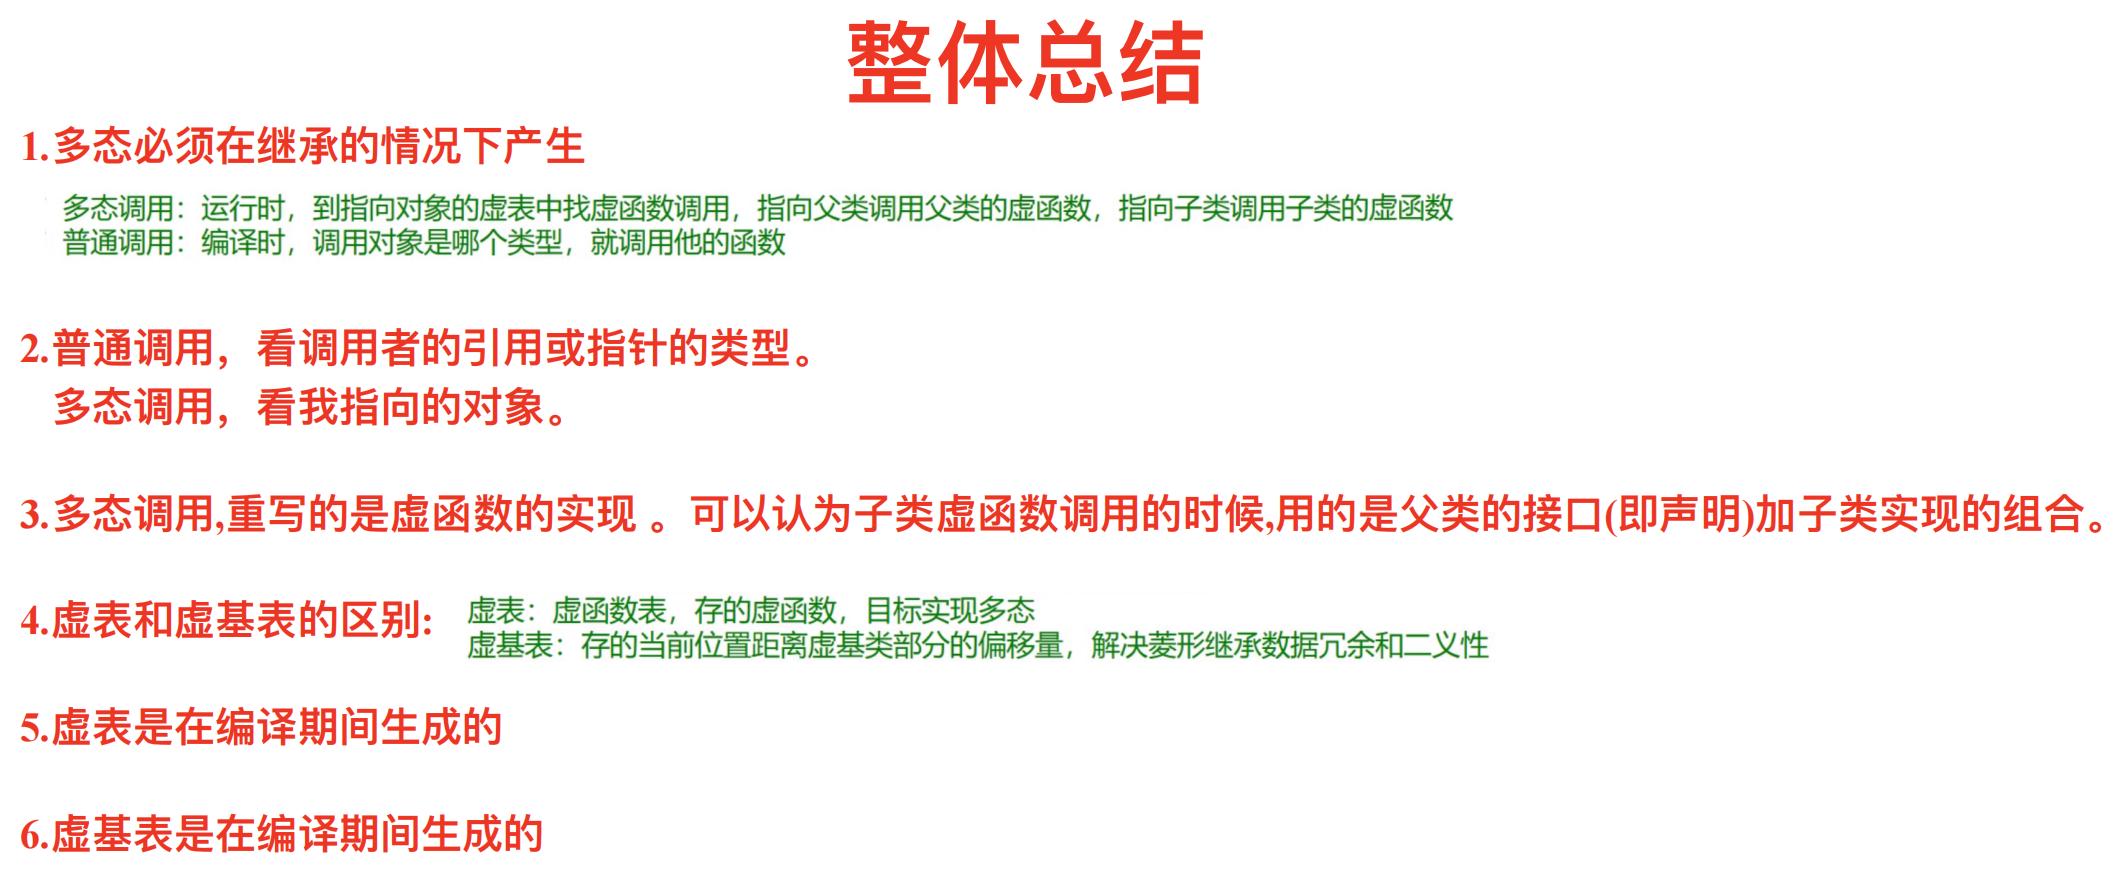 整体总结
1.多态必须在继承的情况下产生
多态调用：运行时，到指向对象的虚表中找虚函数调用，指向父类调用父类的虚函数，指向子类调用子类的虚函数
普通调用：编译时，调用对象是哪个类型，就调用他的函数
2.普通调用，看调用者的引用或指针的类型。
多态调用，看我指向的对象。
3.多态调用,重写的是虚函数的实现 。可以认为子类虚函数调用的时候,用的是父类的接口(即声明)加子类实现的组合。
4.虚表和虚基表的区别:
虚表：虚函数表，存的虚函数，目标实现多态
虚基表：存的当前位置距离虚基类部分的偏移量，解决菱形继承数据冗余和二义性
5.虚表是在编译期间生成的
6.虚基表是在编译期间生成的